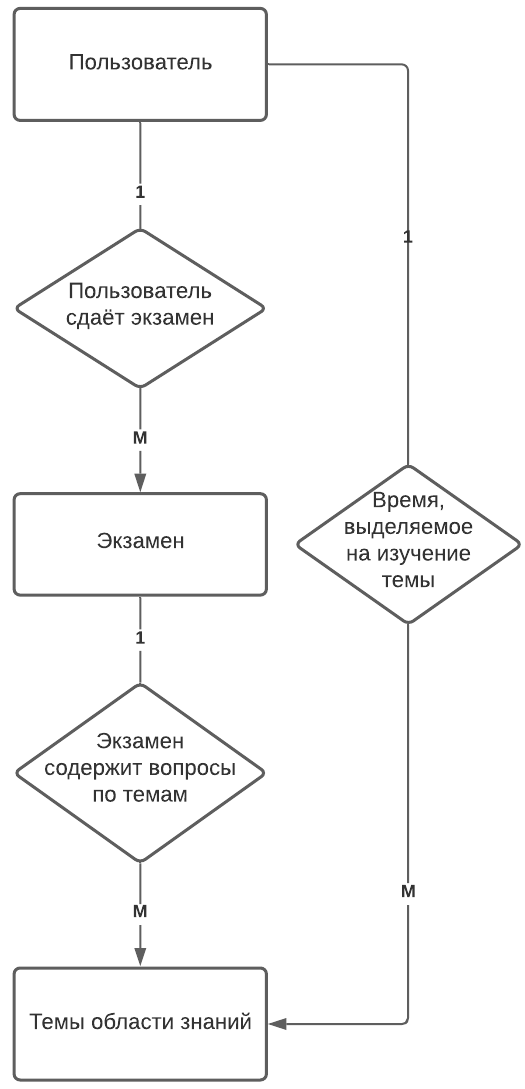 Пользователь
1
1
Пользователь
сдаёт экзамен
М
Экзамен
Время,
выделяемое
на изучение
темы
1
Экзамен
содержит вопросы
по темам
М
М
Темы области знаний